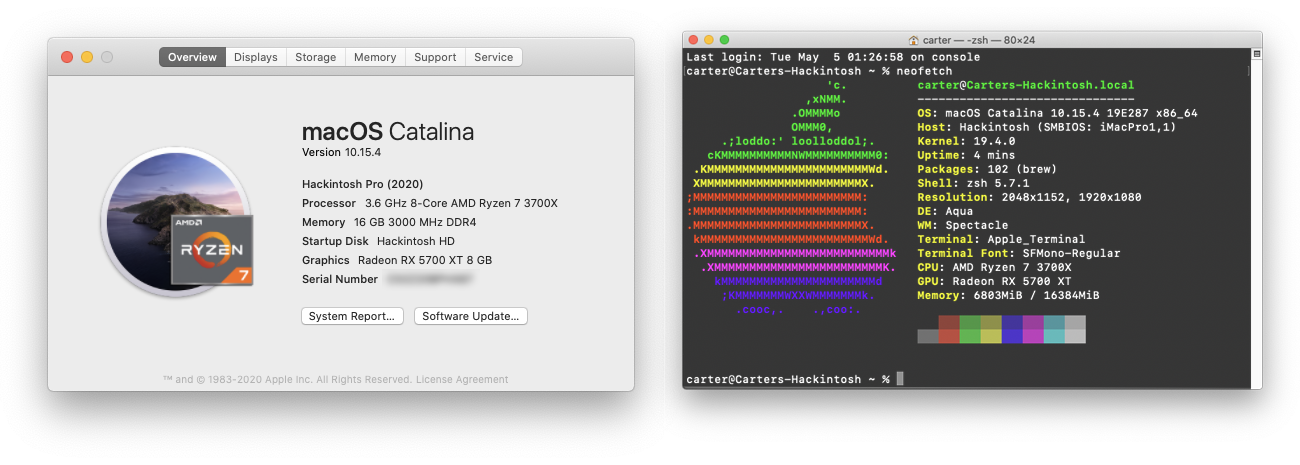 Overview Displays Storage Memory Support Service
macOS Catalina
Version 10.15.4
Hackintosh Pro (2020)
Processor 3.6 GHz 8-Core AMD Ryzen 7 3700X
Memory 16 GB 3000 MHz DDR4
Startup Disk Hackintosh HD
Graphics Radeon RX 5700 XT 8 GB
Serial Number
System Report... Software Update...
™ and © 1983-2020 Apple Inc. All Rights Reserved. License Agreement
AMD
RYZEN
7
carter — -zsh — 80×24
Last login: Tue May  5 01:26:58 on console
[carter@Carters-Hackintosh ~ % neofetch ]
'c.
,xNMM.
.OMMMMo
OMMM0,
.;loddo:' loolloddol;.
cKMMMMMMMMMMNWMMMMMMMMMM0:
.KMMMMMMMMMMMMMMMMMMMMMMMWd.
XMMMMMMMMMMMMMMMMMMMMMMMX.
;MMMMMMMMMMMMMMMMMMMMMMMM:
:MMMMMMMMMMMMMMMMMMMMMMMM:
.MMMMMMMMMMMMMMMMMMMMMMMMX.
kMMMMMMMMMMMMMMMMMMMMMMMMWd.
.XMMMMMMMMMMMMMMMMMMMMMMMMMMk
.XMMMMMMMMMMMMMMMMMMMMMMMMK.
kMMMMMMMMMMMMMMMMMMMMMMd
;KMMMMMMMWXXWMMMMMMMk.
.cooc,.    .,coo:.
carter@Carters-Hackintosh.local
-------------------------------
OS: macOS Catalina 10.15.4 19E287 x86_64
Host: Hackintosh (SMBIOS: iMacPro1,1)
Kernel: 19.4.0
Uptime: 4 mins
Packages: 102 (brew)
Shell: zsh 5.7.1
Resolution: 2048x1152, 1920x1080
DE: Aqua
WM: Spectacle
Terminal: Apple_Terminal
Terminal Font: SFMono-Regular
CPU: AMD Ryzen 7 3700X
GPU: Radeon RX 5700 XT
Memory: 6803MiB / 16384MiB
carter@Carters-Hackintosh ~ %